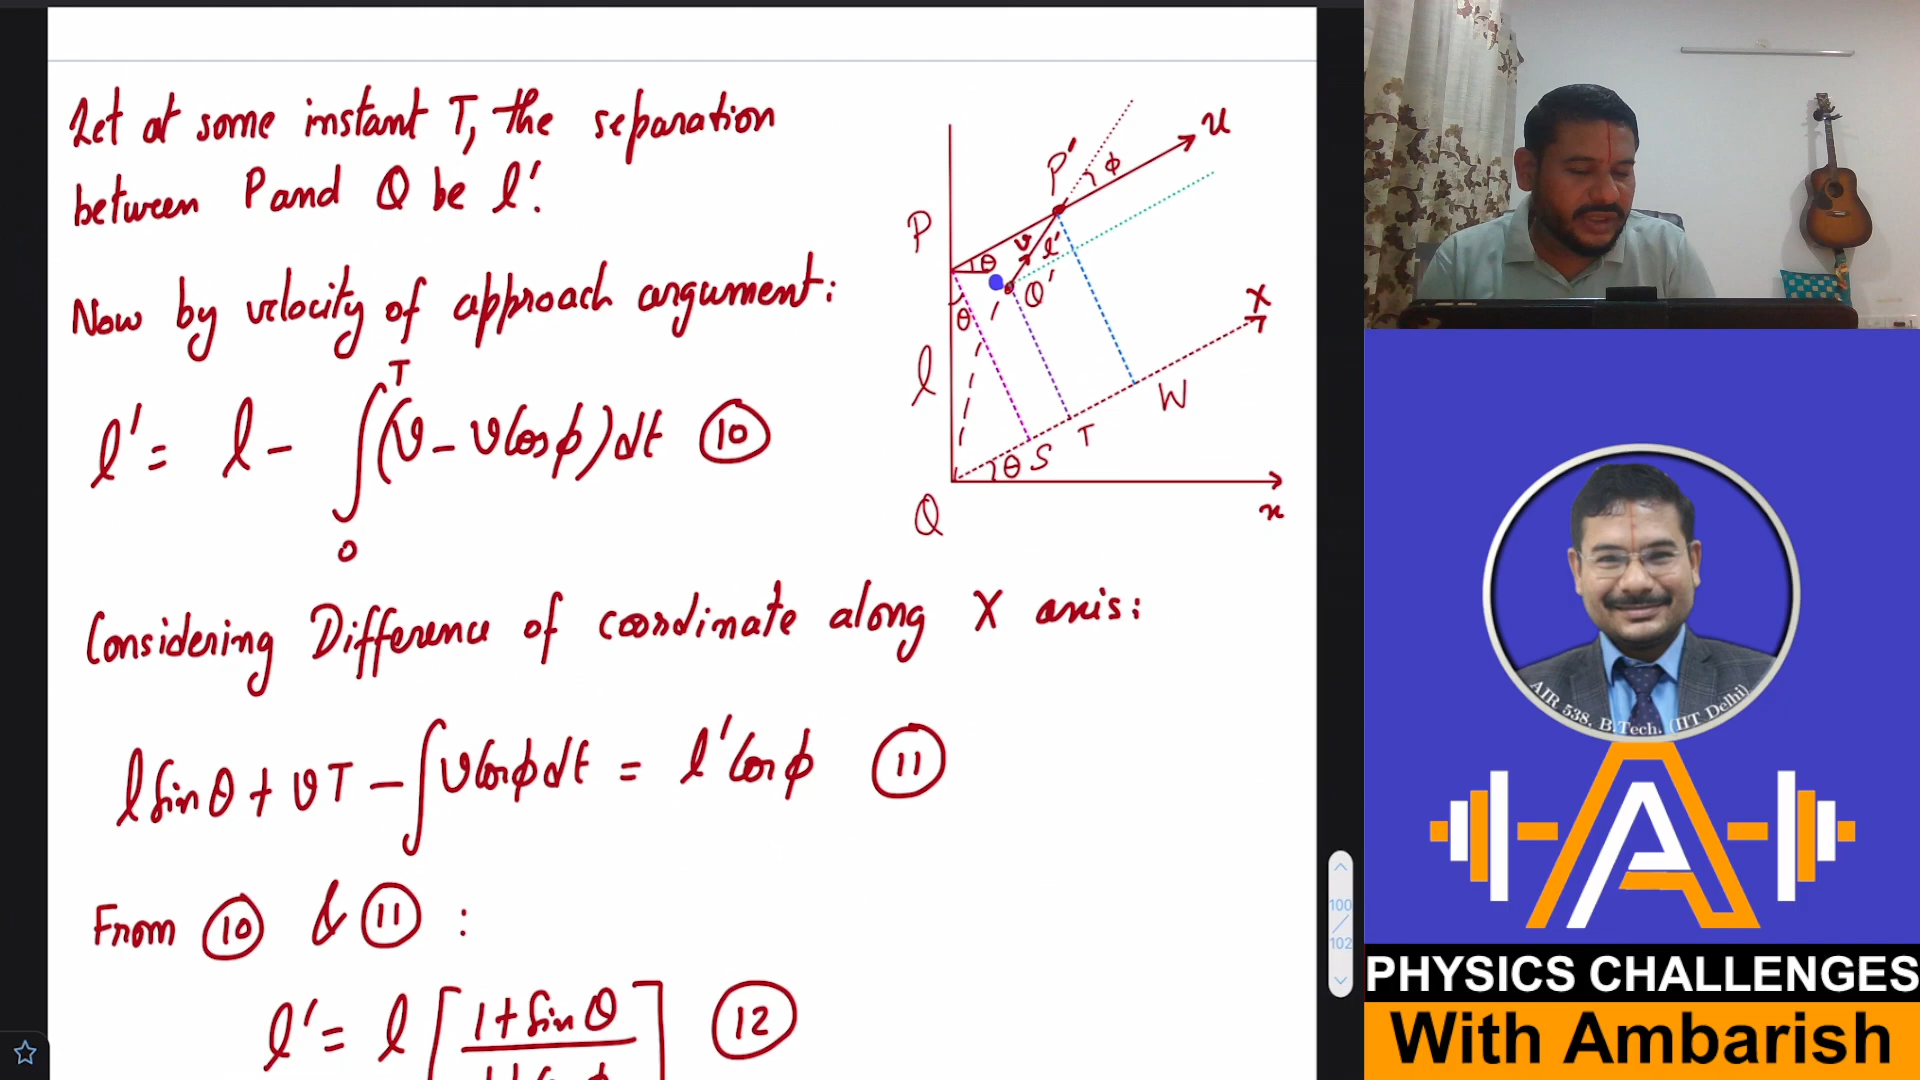 Let at some instant T, the separation
between P and Q be l'.
Now by velocity of approach argument:
l' = l - ∫₀ᵀ (v - v cos φ) dt ⑩
Considering Difference of coordinate along X axis:
l sin θ + vT - ∫ v cos φ dt = l' cos φ ⑪
From ⑩ & ⑪ :
l' = l [ 1 + sin θ
⑫
P
P'
φ
u
θ
v
l'
Q'
θ
l
X
W
T
S
θ
Q
x
100
102
AIR 538, B.Tech. (IIT Delhi)
PHYSICS CHALLENGES
With Ambarish